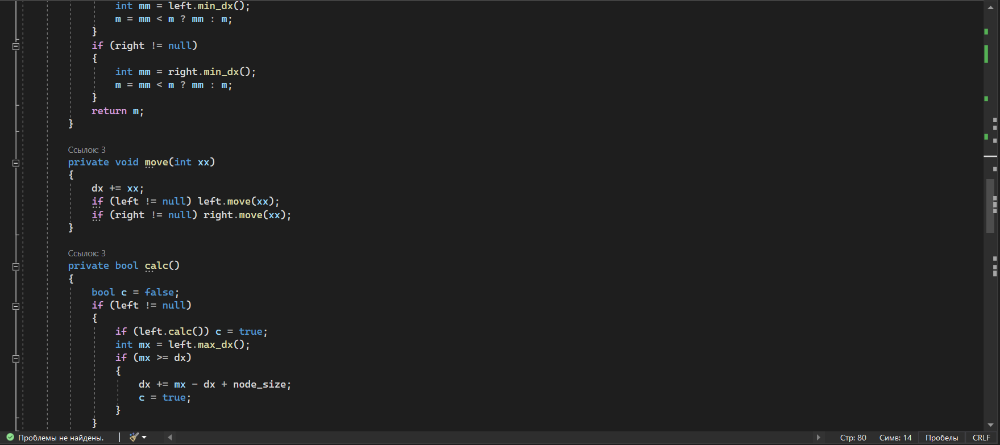 int mm = left.min_dx();
m = mm < m ? mm : m;
}
if (right != null)
{
int mm = right.min_dx();
m = mm < m ? mm : m;
}
return m;
}
Ссылок: 3
private void move(int xx)
{
dx += xx;
if (left != null) left.move(xx);
if (right != null) right.move(xx);
}
Ссылок: 3
private bool calc()
{
bool c = false;
if (left != null)
{
if (left.calc()) c = true;
int mx = left.max_dx();
if (mx >= dx)
{
dx += mx - dx + node_size;
c = true;
}
}
Проблемы не найдены. Стр: 80 Симв: 14 Пробелы CRLF